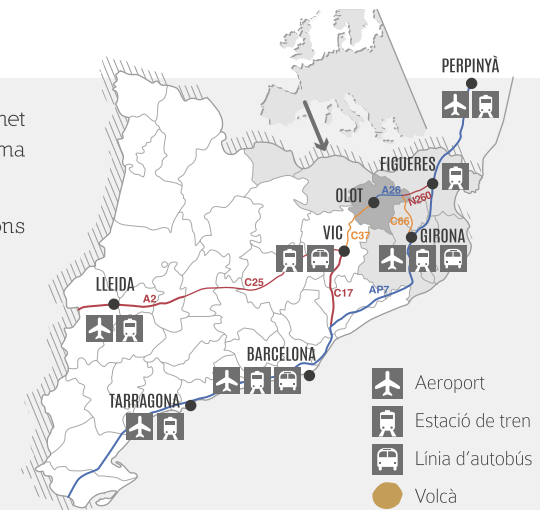 net
ma
ons
PERPINYÀ
FIGUERES
A26
N260
OLOT
C66
C37
VIC
GIRONA
LLEIDA
C25
A2
C17
AP7
BARCELONA
TARRAGONA
Aeroport
Estació de tren
Línia d'autobús
Volcà